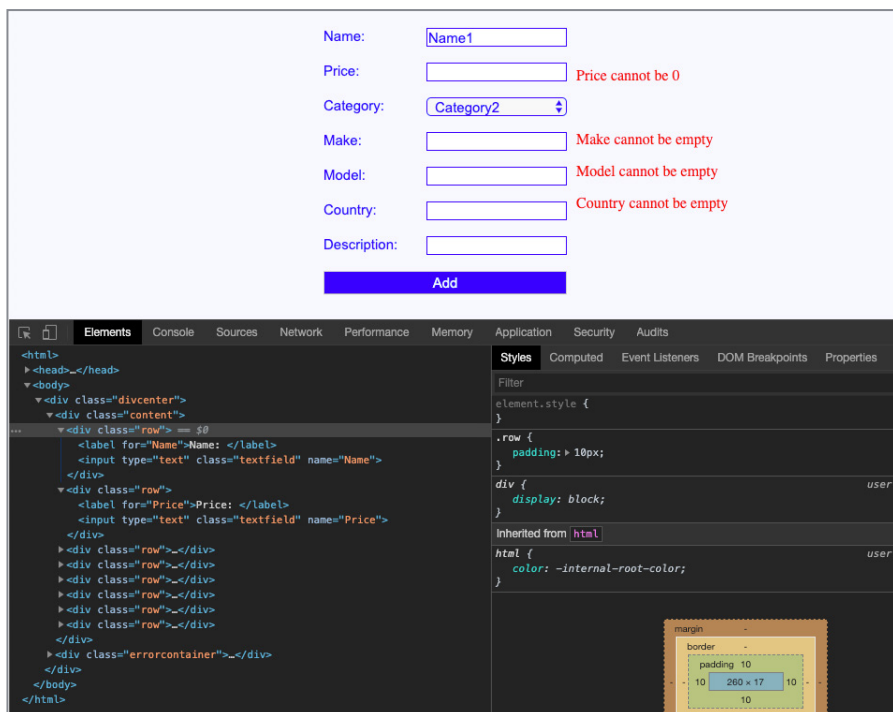 Name: Name1
Price: Price cannot be 0
Category: Category2
Make: Make cannot be empty
Model: Model cannot be empty
Country: Country cannot be empty
Description:
Add
Elements Console Sources Network Performance Memory Application Security Audits
<html>
<head>…</head>
<body>
<div class="divcenter">
<div class="content">
… <div class="row"> == $0
<label for="Name">Name: </label>
<input type="text" class="textfield" name="Name">
</div>
<div class="row">
<label for="Price">Price: </label>
<input type="text" class="textfield" name="Price">
</div>
<div class="row">…</div>
<div class="row">…</div>
<div class="row">…</div>
<div class="row">…</div>
<div class="row">…</div>
<div class="row">…</div>
</div>
<div class="errorcontainer">…</div>
</div>
</body>
</html>
Styles Computed Event Listeners DOM Breakpoints Properties
Filter
element.style {
}
.row {
padding: 10px;
}
div { user
display: block;
}
Inherited from html
html { user
color: -internal-root-color;
}
margin -
border -
padding 10
- - 10 260 × 17 10 - -
10